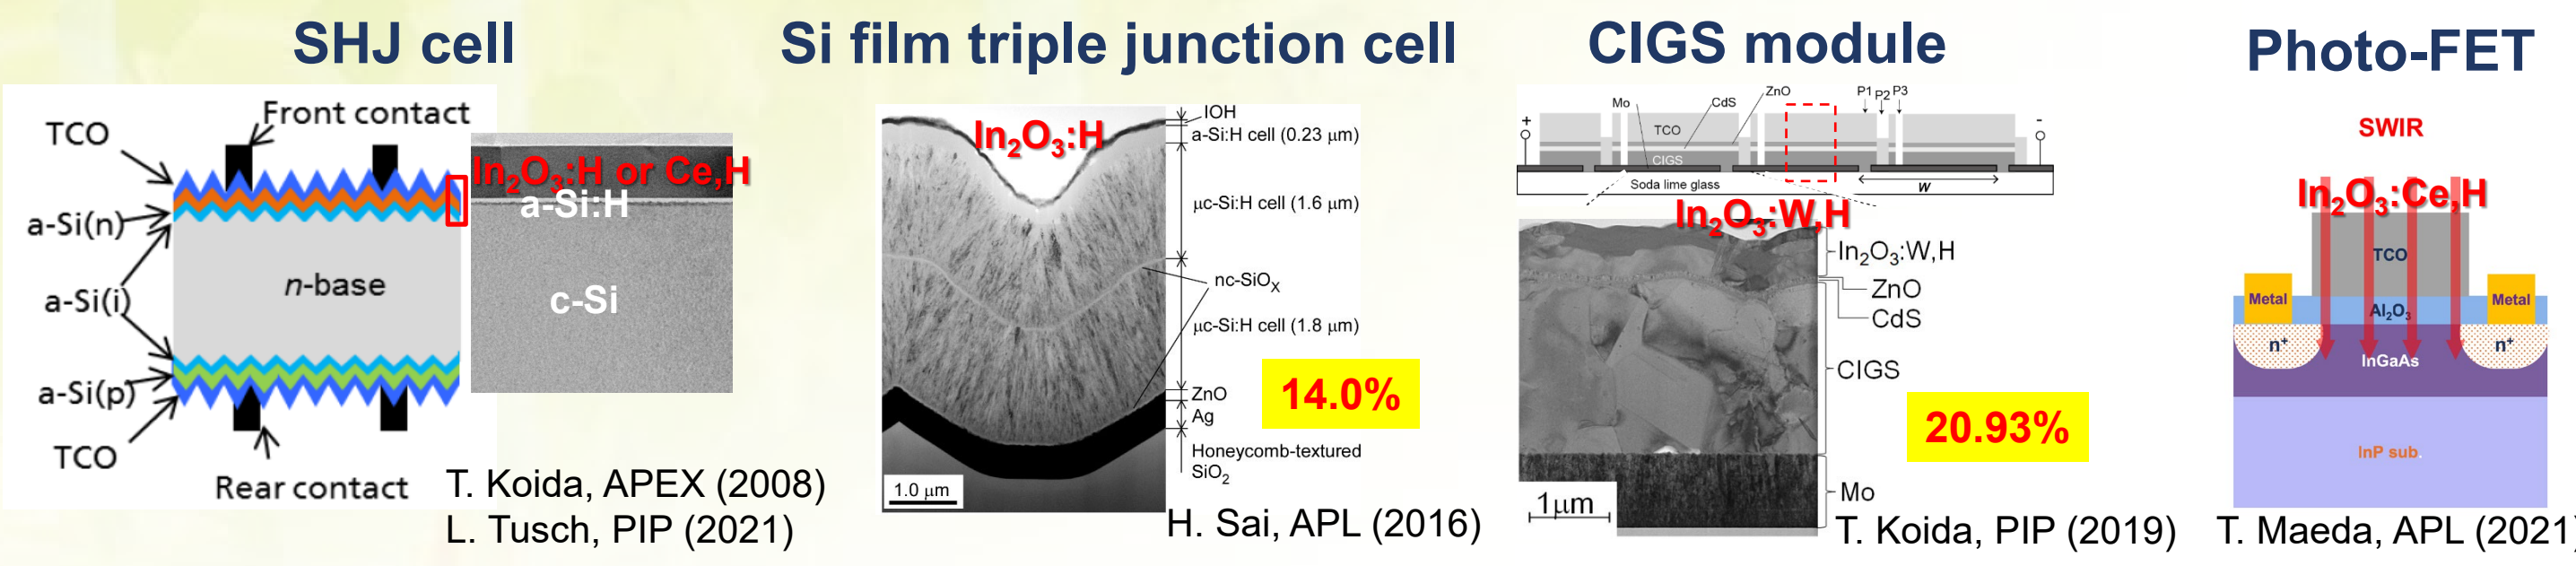 SHJ cell
TCO
Front contact
a-Si(n)
a-Si(i)
n-base
a-Si(p)
TCO
Rear contact
In₂O₃:H or Ce,H
a-Si:H
c-Si
T. Koida, APEX (2008)
L. Tusch, PIP (2021)
Si film triple junction cell
In₂O₃:H
IOH
a-Si:H cell (0.23 μm)
μc-Si:H cell (1.6 μm)
nc-SiOX
μc-Si:H cell (1.8 μm)
ZnO
Ag
Honeycomb-textured
SiO₂
1.0 μm
14.0%
H. Sai, APL (2016)
CIGS module
Mo
CdS
ZnO
P1 P2 P3
+
-
TCO
CIGS
Soda lime glass
W
In₂O₃:W,H
In₂O₃:W,H
ZnO
CdS
CIGS
Mo
1μm
20.93%
T. Koida, PIP (2019)
Photo-FET
SWIR
In₂O₃:Ce,H
TCO
Metal
Metal
Al₂O₃
n⁺
n⁺
InGaAs
InP sub.
T. Maeda, APL (2021)